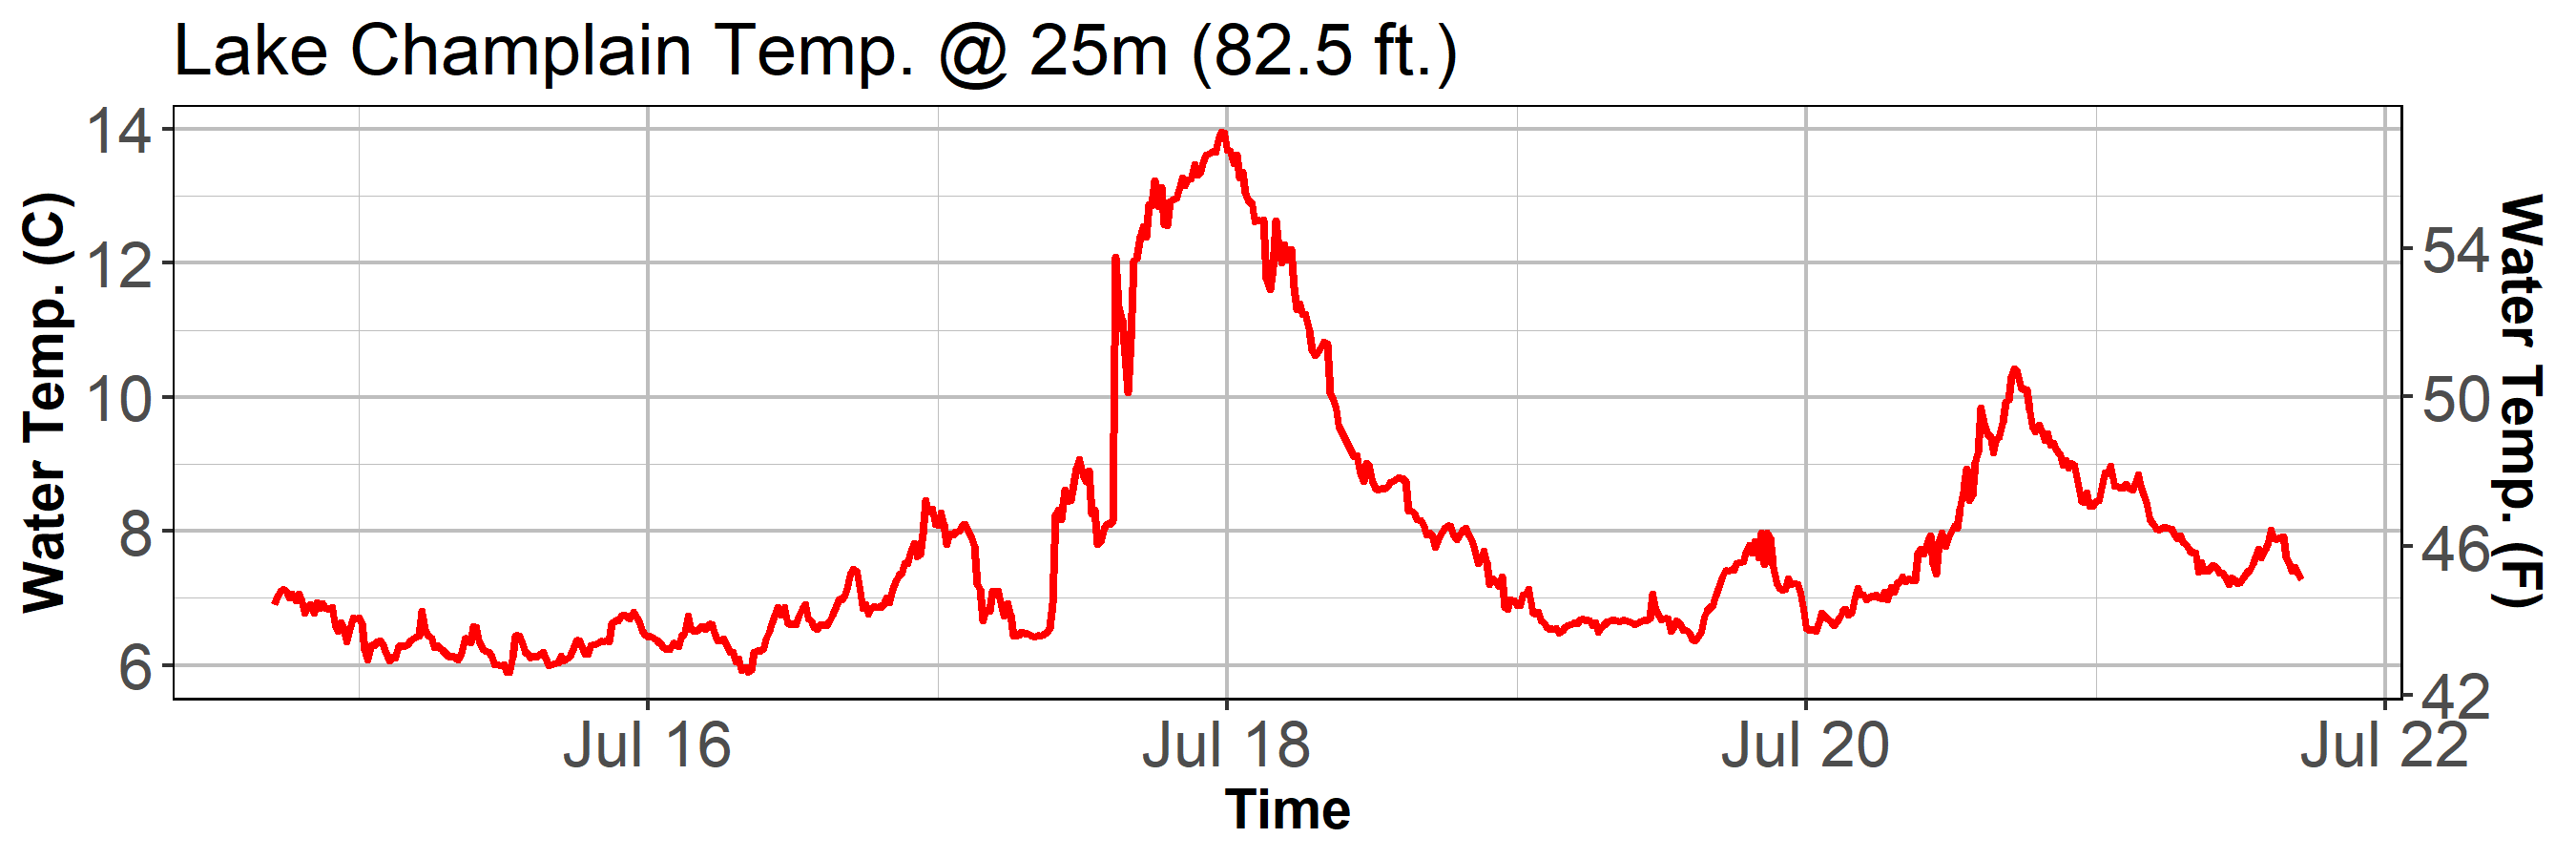 Lake Champlain Temp. @ 25m (82.5 ft.)
Water Temp. (C)
14
12
10
8
6
54
50
46
42
Water Temp. (F)
Jul 16 Jul 18 Jul 20 Jul 22
Time